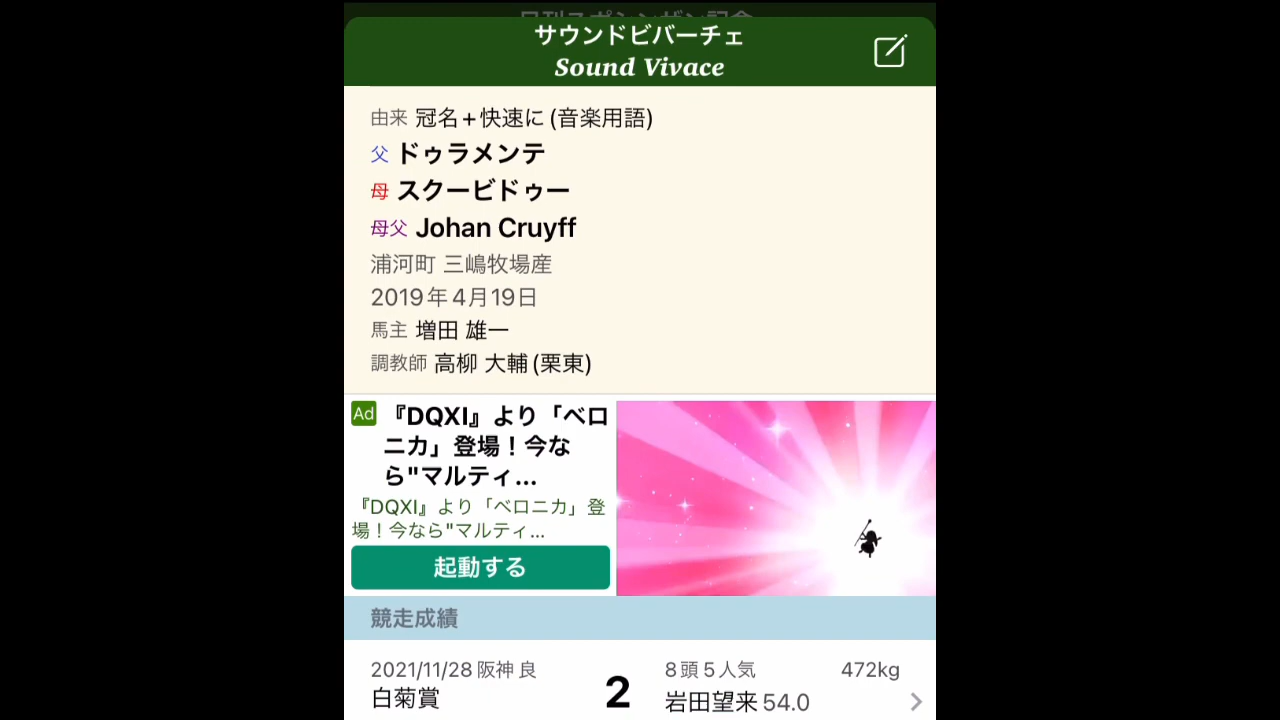 サウンドビバーチェ
Sound Vivace
由来 冠名+快速に(音楽用語)
父 ドゥラメンテ
母 スクービドゥー
母父 Johan Cruyff
浦河町 三嶋牧場産
2019年4月19日
馬主 増田 雄一
調教師 高柳 大輔(栗東)
Ad 『DQXI』より「ベロ
ニカ」登場！今な
ら"マルティ...
『DQXI』より「ベロニカ」登
場！今なら"マルティ...
起動する
競走成績
2021/11/28 阪神 良
白菊賞
2
8頭5人気
472kg
岩田望来 54.0